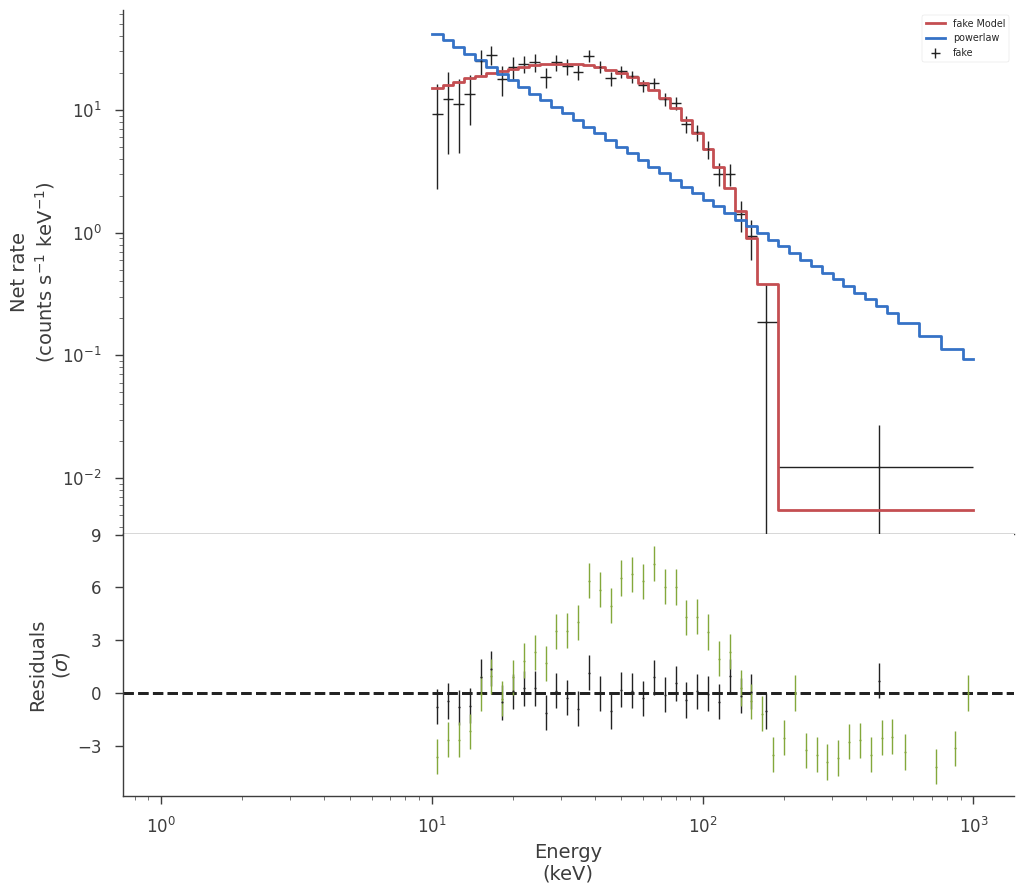 fake Model
powerlaw
fake
Net rate
(counts s⁻¹ keV⁻¹)
10¹
10⁰
10⁻¹
10⁻²
Residuals
(σ)
9
6
3
0
−3
10⁰ 10¹ 10² 10³
Energy
(keV)